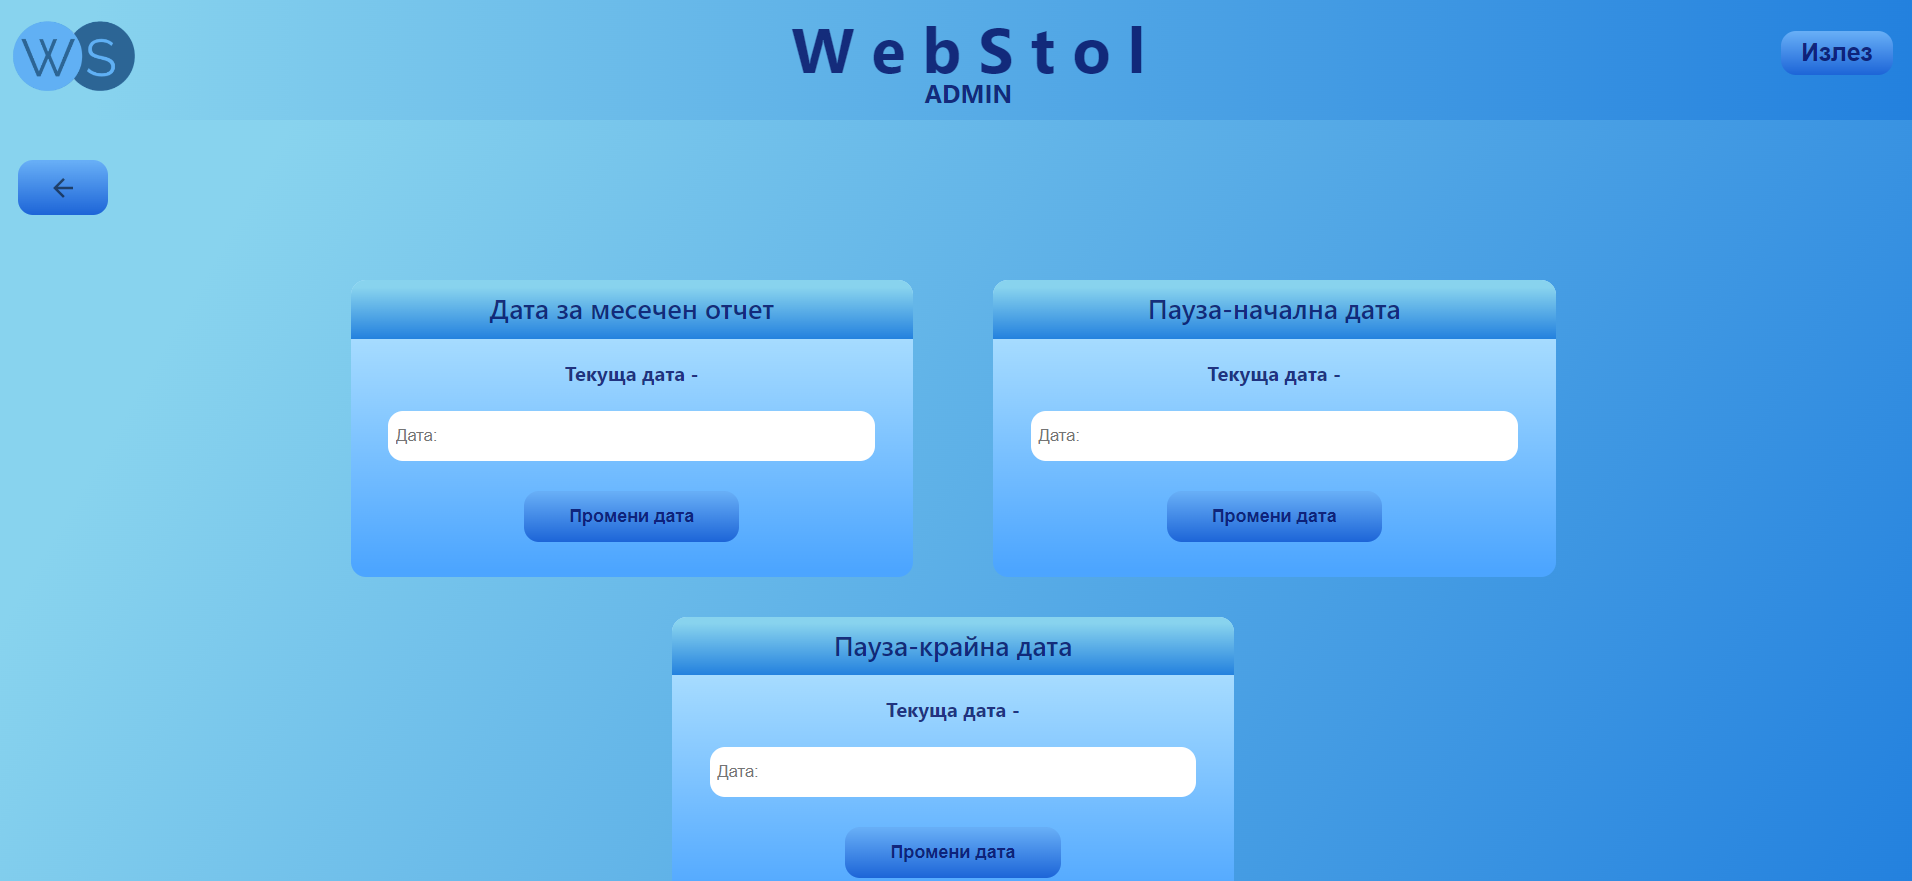 WS
WebStol
ADMIN
Излез
Дата за месечен отчет
Текуща дата -
Дата:
Промени дата
Пауза-начална дата
Текуща дата -
Дата:
Промени дата
Пауза-крайна дата
Текуща дата -
Дата:
Промени дата